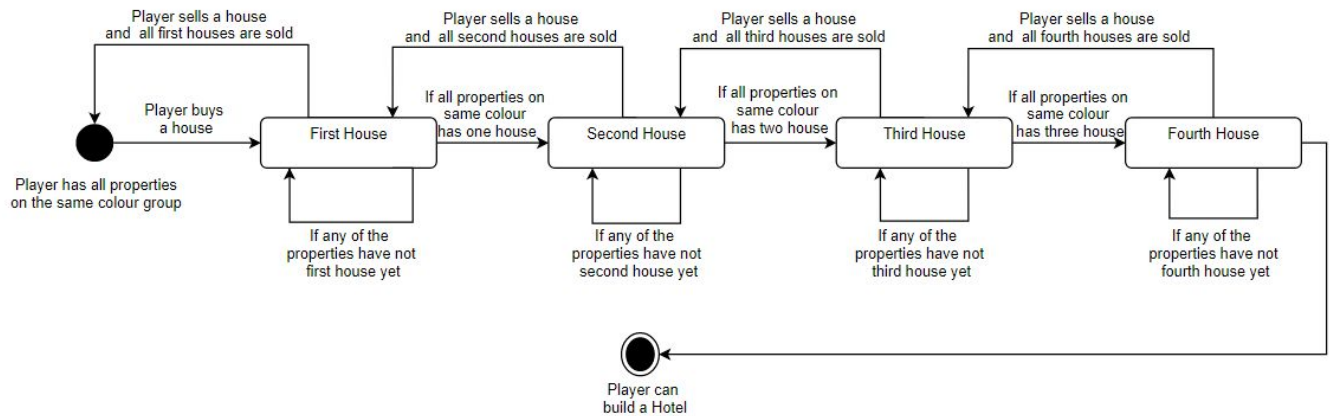 Player sells a house
and all first houses are sold
Player sells a house
and all second houses are sold
Player sells a house
and all third houses are sold
Player sells a house
and all fourth houses are sold
Player buys
a house
If all properties on
same colour
has one house
If all properties on
same colour
has two house
If all properties on
same colour
has three house
First House
Second House
Third House
Fourth House
Player has all properties
on the same colour group
If any of the
properties have not
first house yet
If any of the
properties have not
second house yet
If any of the
properties have not
third house yet
If any of the
properties have not
fourth house yet
Player can
build a Hotel